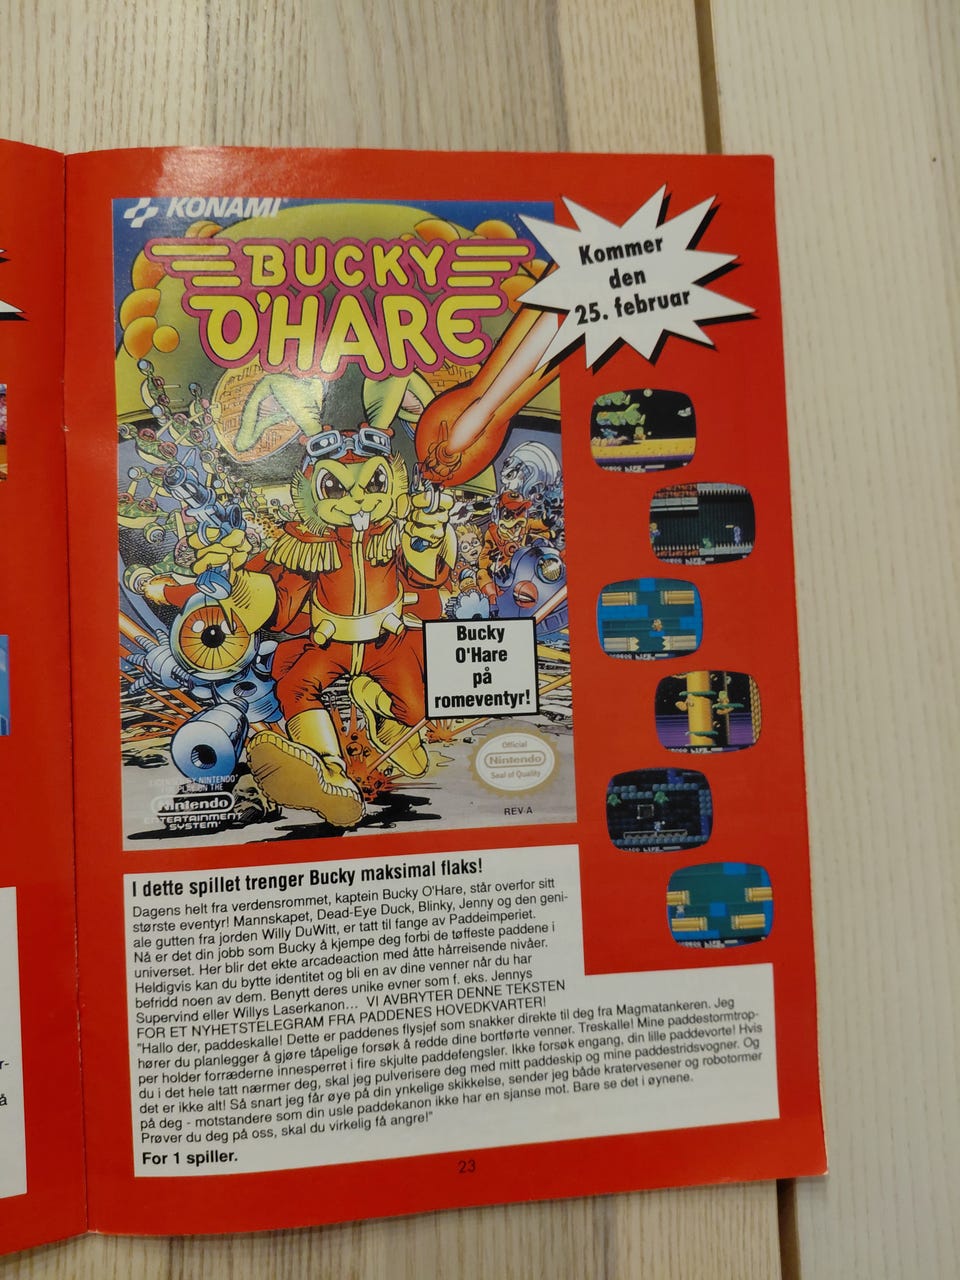 KONAMI
BUCKY
O'HARE
Kommer
den
25. februar
Bucky
O'Hare
på
romeventyr!
Official
Nintendo
Seal of Quality
REV-A
LICENSED BY NINTENDO
FOR PLAY ON THE
Nintendo
ENTERTAINMENT
SYSTEM
I dette spillet trenger Bucky maksimal flaks!
Dagens helt fra verdensrommet, kaptein Bucky O'Hare, står overfor sitt
største eventyr! Mannskapet, Dead-Eye Duck, Blinky, Jenny og den geni-
ale gutten fra jorden Willy DuWitt, er tatt til fange av Paddeimperiet.
Nå er det din jobb som Bucky å kjempe deg forbi de tøffeste paddene i
universet. Her blir det ekte arcadeaction med åtte hårreisende nivåer.
Heldigvis kan du bytte identitet og bli en av dine venner når du har
befridd noen av dem. Benytt deres unike evner som f. eks. Jennys
Supervind eller Willys Laserkanon... VI AVBRYTER DENNE TEKSTEN
FOR ET NYHETSTELEGRAM FRA PADDENES HOVEDKVARTER!
"Hallo der, paddeskalle! Dette er paddenes flysjef som snakker direkte til deg fra Magmatankeren. Jeg
hører du planlegger å gjøre tåpelige forsøk å redde dine bortførte venner. Treskalle! Mine paddestormtrop-
per holder forræderne innesperret i fire skjulte paddefengsler. Ikke forsøk engang, din lille paddevorte! Hvis
du i det hele tatt nærmer deg, skal jeg pulverisere deg med mitt paddeskip og mine paddestridsvogner. Og
det er ikke alt! Så snart jeg får øye på din ynkelige skikkelse, sender jeg både kratervesener og robotormer
på deg - motstandere som din usle paddekanon ikke har en sjanse mot. Bare se det i øynene.
Prøver du deg på oss, skal du virkelig få angre!"
For 1 spiller.
23
r-
å